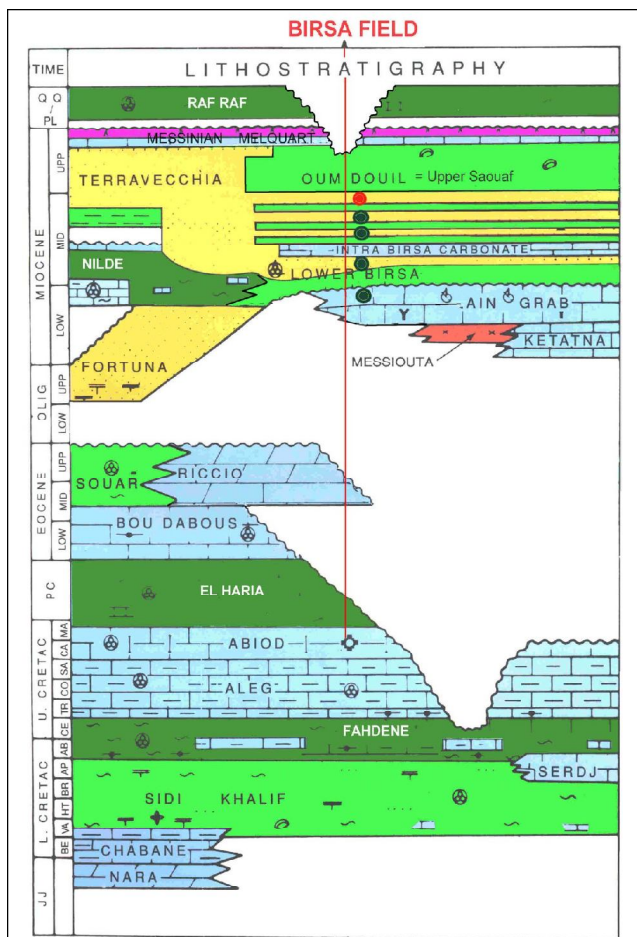 BIRSA FIELD
TIME
LITHOSTRATIGRAPHY
Q Q
/
PL
RAF RAF
MIOCENE
UPP
MESSINIAN MELQUART
TERRAVECCHIA
OUM DOUIL = Upper Saouaf
MID
INTRA BIRSA CARBONATE
NILDE
LOWER BIRSA
LOW
AIN GRAB
Y
MESSIOUTA
KETATNA
FORTUNA
OLIG
UPP
LOW
EOCENE
UPP
SOUAR
RICCIO
MID
LOW
BOU DABOUS
PC
EL HARIA
U. CRETAC
MA
CA
ABIOD
SA
CO
ALEG
TR
CE
FAHDENE
L. CRETAC
AB
AP
SERDJ
BR
HT
SIDI KHALIF
VA
BE
CHABANE
JJ
NARA